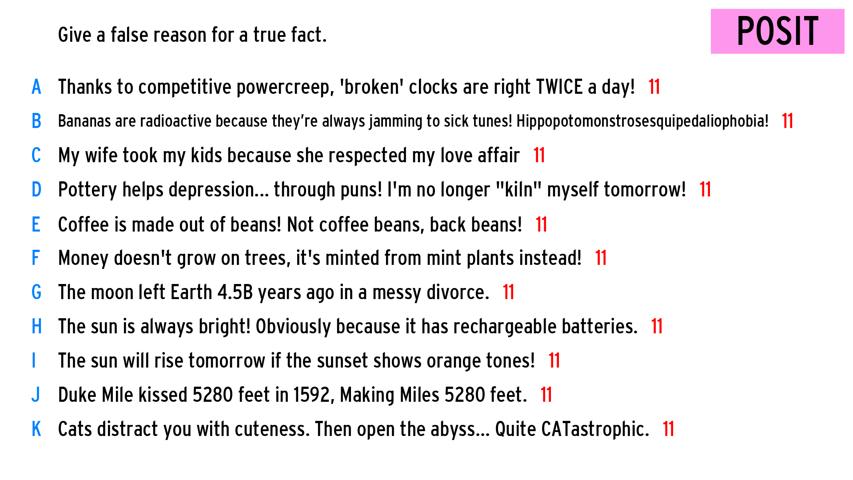 Give a false reason for a true fact.
POSIT
A Thanks to competitive powercreep, 'broken' clocks are right TWICE a day! 11
B Bananas are radioactive because they're always jamming to sick tunes! Hippopotomonstrosesquipedaliophobia! 11
C My wife took my kids because she respected my love affair 11
D Pottery helps depression... through puns! I'm no longer "kiln" myself tomorrow! 11
E Coffee is made out of beans! Not coffee beans, back beans! 11
F Money doesn't grow on trees, it's minted from mint plants instead! 11
G The moon left Earth 4.5B years ago in a messy divorce. 11
H The sun is always bright! Obviously because it has rechargeable batteries. 11
I The sun will rise tomorrow if the sunset shows orange tones! 11
J Duke Mile kissed 5280 feet in 1592, Making Miles 5280 feet. 11
K Cats distract you with cuteness. Then open the abyss... Quite CATastrophic. 11